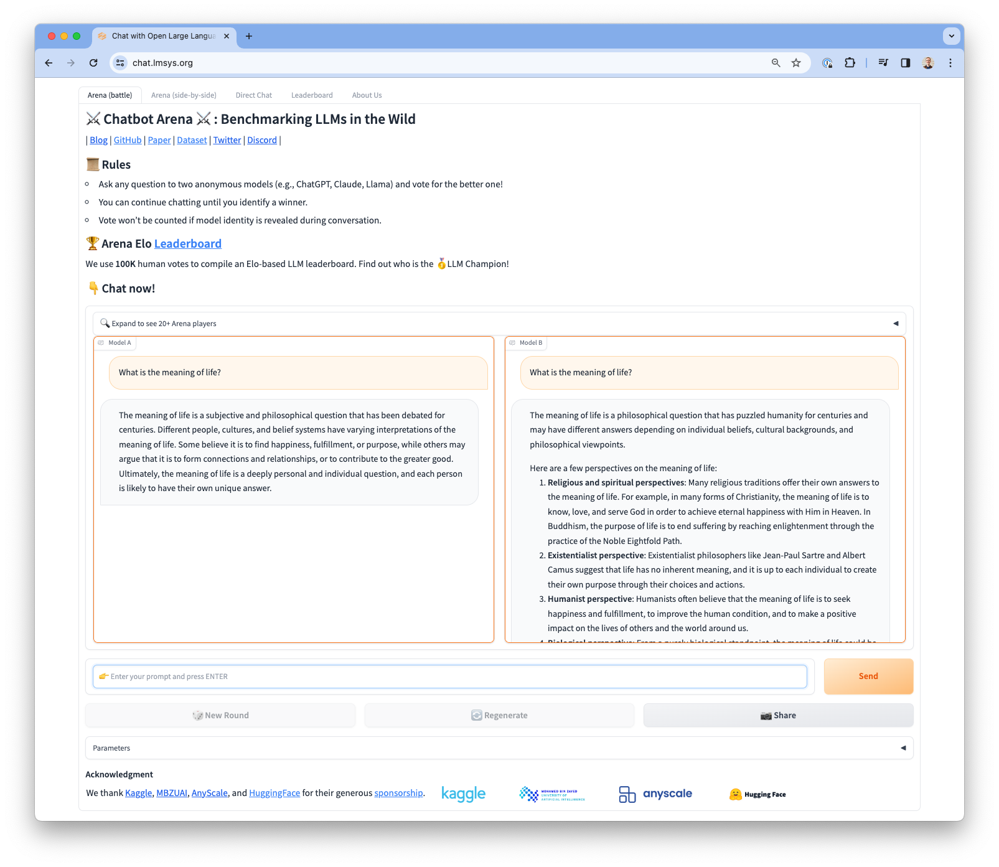 Chat with Open Large Langua
chat.lmsys.org
Arena (battle) Arena (side-by-side) Direct Chat Leaderboard About Us
⚔️ Chatbot Arena ⚔️ : Benchmarking LLMs in the Wild
| Blog | GitHub | Paper | Dataset | Twitter | Discord |
📜 Rules
Ask any question to two anonymous models (e.g., ChatGPT, Claude, Llama) and vote for the better one!
You can continue chatting until you identify a winner.
Vote won’t be counted if model identity is revealed during conversation.
🏆 Arena Elo Leaderboard
We use 100K human votes to compile an Elo-based LLM leaderboard. Find out who is the 🥇LLM Champion!
👇 Chat now!
🔍 Expand to see 20+ Arena players
Model A
What is the meaning of life?
The meaning of life is a subjective and philosophical question that has been debated for
centuries. Different people, cultures, and belief systems have varying interpretations of the
meaning of life. Some believe it is to find happiness, fulfillment, or purpose, while others may
argue that it is to form connections and relationships, or to contribute to the greater good.
Ultimately, the meaning of life is a deeply personal and individual question, and each person
is likely to have their own unique answer.
Model B
What is the meaning of life?
The meaning of life is a philosophical question that has puzzled humanity for centuries and
may have different answers depending on individual beliefs, cultural backgrounds, and
philosophical viewpoints.
Here are a few perspectives on the meaning of life:
1. Religious and spiritual perspectives: Many religious traditions offer their own answers to
the meaning of life. For example, in many forms of Christianity, the meaning of life is to
know, love, and serve God in order to achieve eternal happiness with Him in Heaven. In
Buddhism, the purpose of life is to end suffering by reaching enlightenment through the
practice of the Noble Eightfold Path.
2. Existentialist perspective: Existentialist philosophers like Jean-Paul Sartre and Albert
Camus suggest that life has no inherent meaning, and it is up to each individual to create
their own purpose through their choices and actions.
3. Humanist perspective: Humanists often believe that the meaning of life is to seek
happiness and fulfillment, to improve the human condition, and to make a positive
impact on the lives of others and the world around us.
4. Biological perspective: From a purely biological standpoint, the meaning of life could be
👉 Enter your prompt and press ENTER
Send
🎲 New Round
🔄 Regenerate
📷 Share
Parameters
Acknowledgment
We thank Kaggle, MBZUAI, AnyScale, and HuggingFace for their generous sponsorship.
kaggle
MOHAMED BIN ZAYED
UNIVERSITY OF
ARTIFICIAL INTELLIGENCE
anyscale
Hugging Face